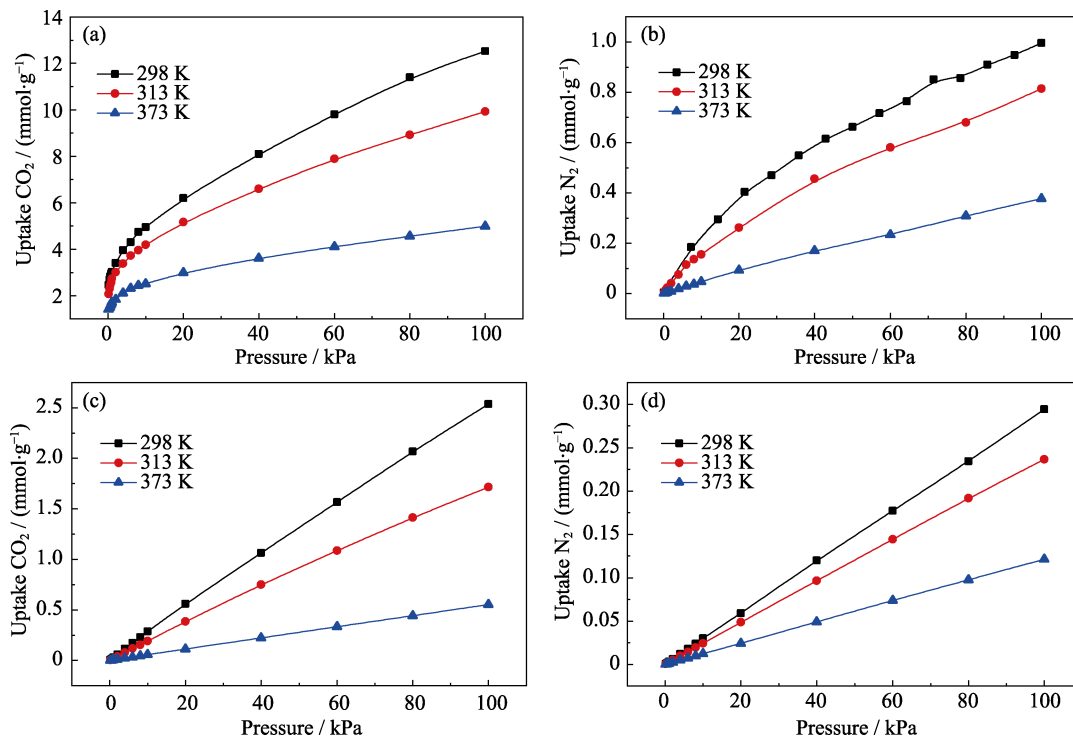 (a)
298 K
313 K
373 K
14
12
10
8
6
4
2
0 20 40 60 80 100
Pressure / kPa
Uptake CO₂ / (mmol·g⁻¹)
(b)
298 K
313 K
373 K
1.0
0.8
0.6
0.4
0.2
0
0 20 40 60 80 100
Pressure / kPa
Uptake N₂ / (mmol·g⁻¹)
(c)
298 K
313 K
373 K
2.5
2.0
1.5
1.0
0.5
0
0 20 40 60 80 100
Pressure / kPa
Uptake CO₂ / (mmol·g⁻¹)
(d)
298 K
313 K
373 K
0.30
0.25
0.20
0.15
0.10
0.05
0
0 20 40 60 80 100
Pressure / kPa
Uptake N₂ / (mmol·g⁻¹)